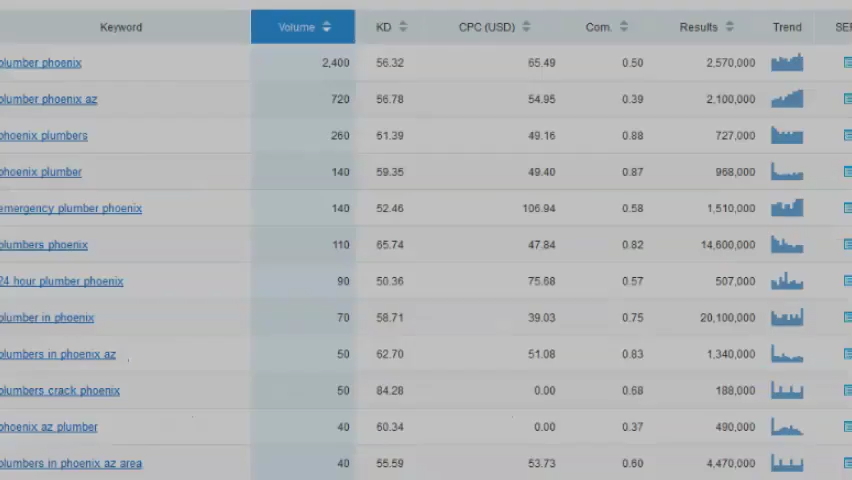 Keyword Volume KD CPC (USD) Com. Results Trend
plumber phoenix 2,400 56.32 65.49 0.50 2,570,000
plumber phoenix az 720 56.78 54.95 0.39 2,100,000
phoenix plumbers 260 61.39 49.16 0.88 727,000
phoenix plumber 140 59.35 49.40 0.87 968,000
emergency plumber phoenix 140 52.46 106.94 0.58 1,510,000
plumbers phoenix 110 65.74 47.84 0.82 14,600,000
24 hour plumber phoenix 90 50.36 75.68 0.57 507,000
plumber in phoenix 70 58.71 39.03 0.75 20,100,000
plumbers in phoenix az 50 62.70 51.08 0.83 1,340,000
plumbers crack phoenix 50 84.28 0.00 0.68 188,000
phoenix az plumber 40 60.34 0.00 0.37 490,000
plumbers in phoenix az area 40 55.59 53.73 0.60 4,470,000